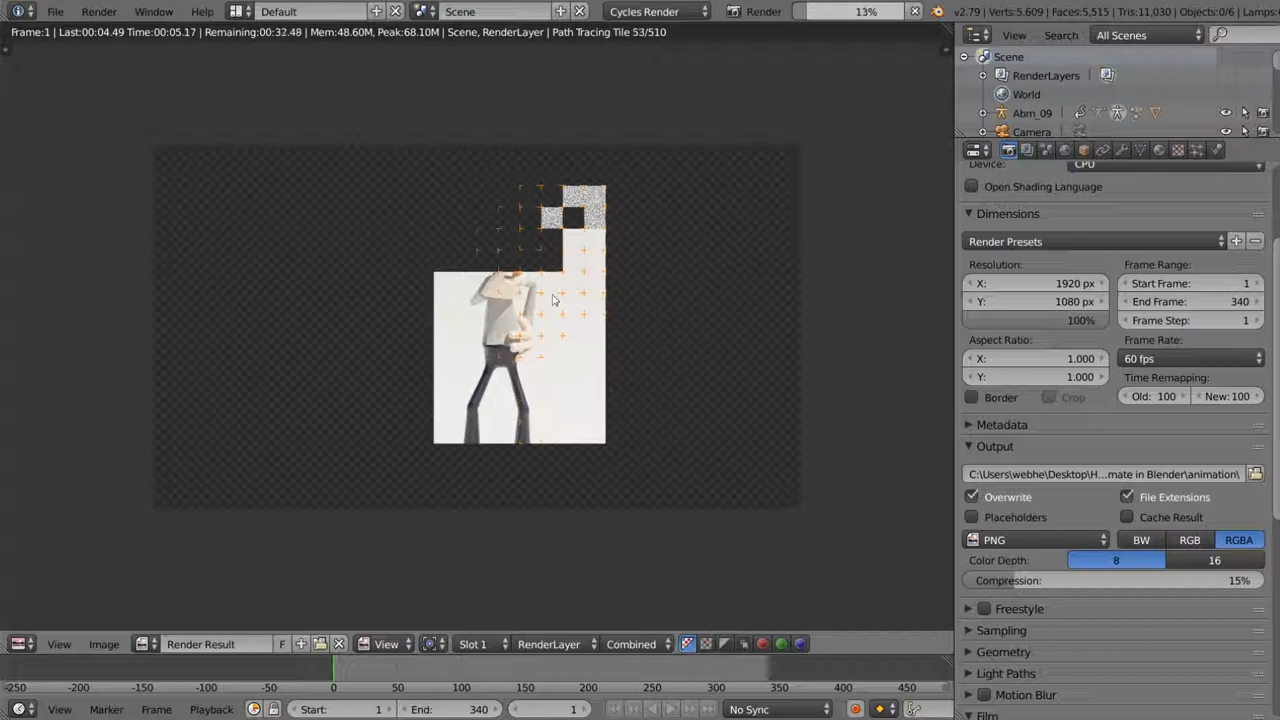 File Render Window Help Default Scene Cycles Render Render 13% v2.79 | Verts:5.609 | Faces:5,515 | Tris:11,030 | Objects:0/6 | Lamps:
Frame:1 | Last:00:04.49 Time:00:05.17 | Remaining:00:32.48 | Mem:48.60M, Peak:68.10M | Scene, RenderLayer | Path Tracing Tile 53/510
View Search All Scenes
Scene
RenderLayers
World
Abm_09
Camera
Device: CPU
Open Shading Language
Dimensions
Render Presets
Resolution: Frame Range:
X: 1920 px Start Frame: 1
Y: 1080 px End Frame: 340
100% Frame Step: 1
Aspect Ratio: Frame Rate:
X: 1.000 60 fps
Y: 1.000 Time Remapping:
Border Crop Old: 100 New: 100
Metadata
Output
C:\Users\webhe\Desktop\H...mate in Blender\animation\
Overwrite File Extensions
Placeholders Cache Result
PNG BW RGB RGBA
Color Depth: 8 16
Compression: 15%
Freestyle
Sampling
Geometry
Light Paths
Motion Blur
Film
View Image Render Result F View Slot 1 RenderLayer Combined
-250 -200 -150 -100 -50 0 50 100 150 200 250 300 350 400 450
View Marker Frame Playback Start: 1 End: 340 1 No Sync